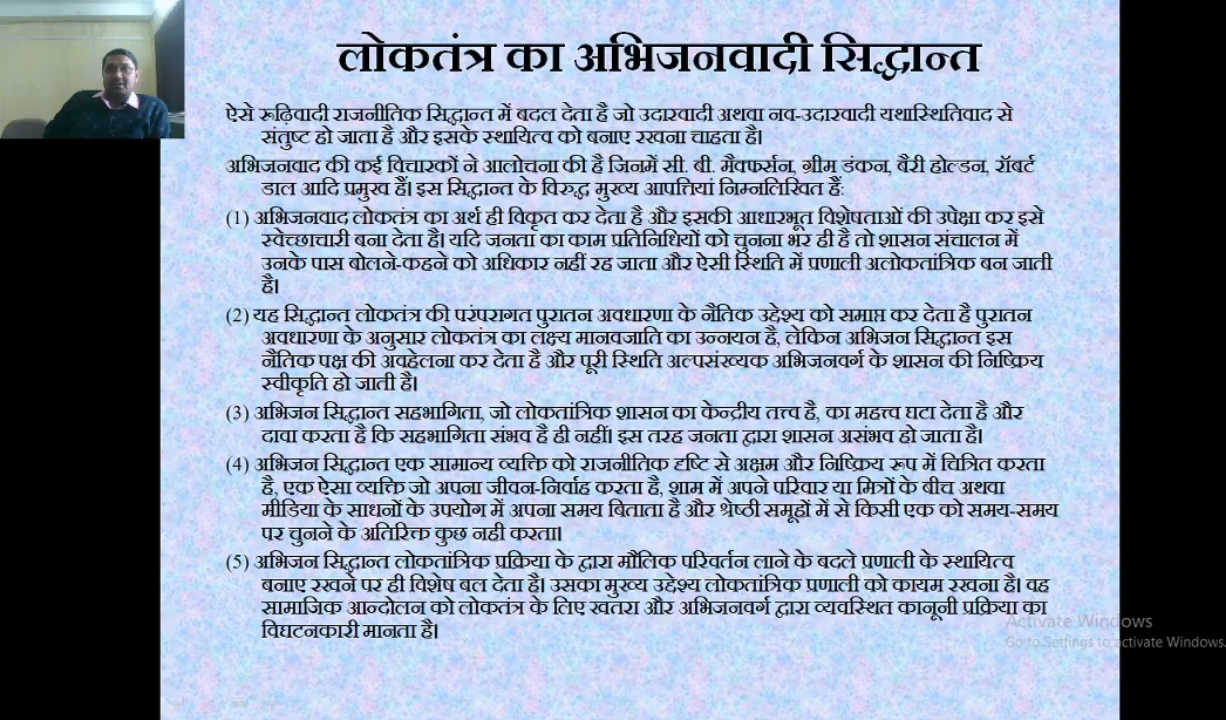 लोकतंत्र का अभिजनवादी सिद्धान्त
ऐसे रूढ़िवादी राजनीतिक सिद्धान्त में बदल देता है जो उदारवादी अथवा नव-उदारवादी यथास्थितिवाद से
संतुष्ट हो जाता है और इसके स्थायित्व को बनाए रखना चाहता है।
अभिजनवाद की कई विचारकों ने आलोचना की है जिनमें सी. बी. मैक्फर्सन, ग्रीम डंकन, बैरी होल्डन, रॉबर्ट
डाल आदि प्रमुख हैं। इस सिद्धान्त के विरुद्ध मुख्य आपत्तियां निम्नलिखित हैं:
(1) अभिजनवाद लोकतंत्र का अर्थ ही विकृत कर देता है और इसकी आधारभूत विशेषताओं की उपेक्षा कर इसे
स्वेच्छाचारी बना देता है। यदि जनता का काम प्रतिनिधियों को चुनना भर ही है तो शासन संचालन में
उनके पास बोलने-कहने को अधिकार नहीं रह जाता और ऐसी स्थिति में प्रणाली अलोकतांत्रिक बन जाती
है।
(2) यह सिद्धान्त लोकतंत्र की परंपरागत पुरातन अवधारणा के नैतिक उद्देश्य को समाप्त कर देता है पुरातन
अवधारणा के अनुसार लोकतंत्र का लक्ष्य मानवजाति का उन्नयन है, लेकिन अभिजन सिद्धान्त इस
नैतिक पक्ष की अवहेलना कर देता है और पूरी स्थिति अल्पसंख्यक अभिजनवर्ग के शासन की निष्क्रिय
स्वीकृति हो जाती है।
(3) अभिजन सिद्धान्त सहभागिता, जो लोकतांत्रिक शासन का केन्द्रीय तत्त्व है, का महत्त्व घटा देता है और
दावा करता है कि सहभागिता संभव है ही नहीं। इस तरह जनता द्वारा शासन असंभव हो जाता है।
(4) अभिजन सिद्धान्त एक सामान्य व्यक्ति को राजनीतिक दृष्टि से अक्षम और निष्क्रिय रूप में चित्रित करता
है, एक ऐसा व्यक्ति जो अपना जीवन-निर्वाह करता है, शाम में अपने परिवार या मित्रों के बीच अथवा
मीडिया के साधनों के उपयोग में अपना समय बिताता है और श्रेष्ठी समूहों में से किसी एक को समय-समय
पर चुनने के अतिरिक्त कुछ नही करता।
(5) अभिजन सिद्धान्त लोकतांत्रिक प्रक्रिया के द्वारा मौलिक परिवर्तन लाने के बदले प्रणाली के स्थायित्व
बनाए रखने पर ही विशेष बल देता है। उसका मुख्य उद्देश्य लोकतांत्रिक प्रणाली को कायम रखना है। वह
सामाजिक आन्दोलन को लोकतंत्र के लिए खतरा और अभिजनवर्ग द्वारा व्यवस्थित कानूनी प्रक्रिया का
विघटनकारी मानता है।
Activate Windows
Go to Settings to activate Windows.